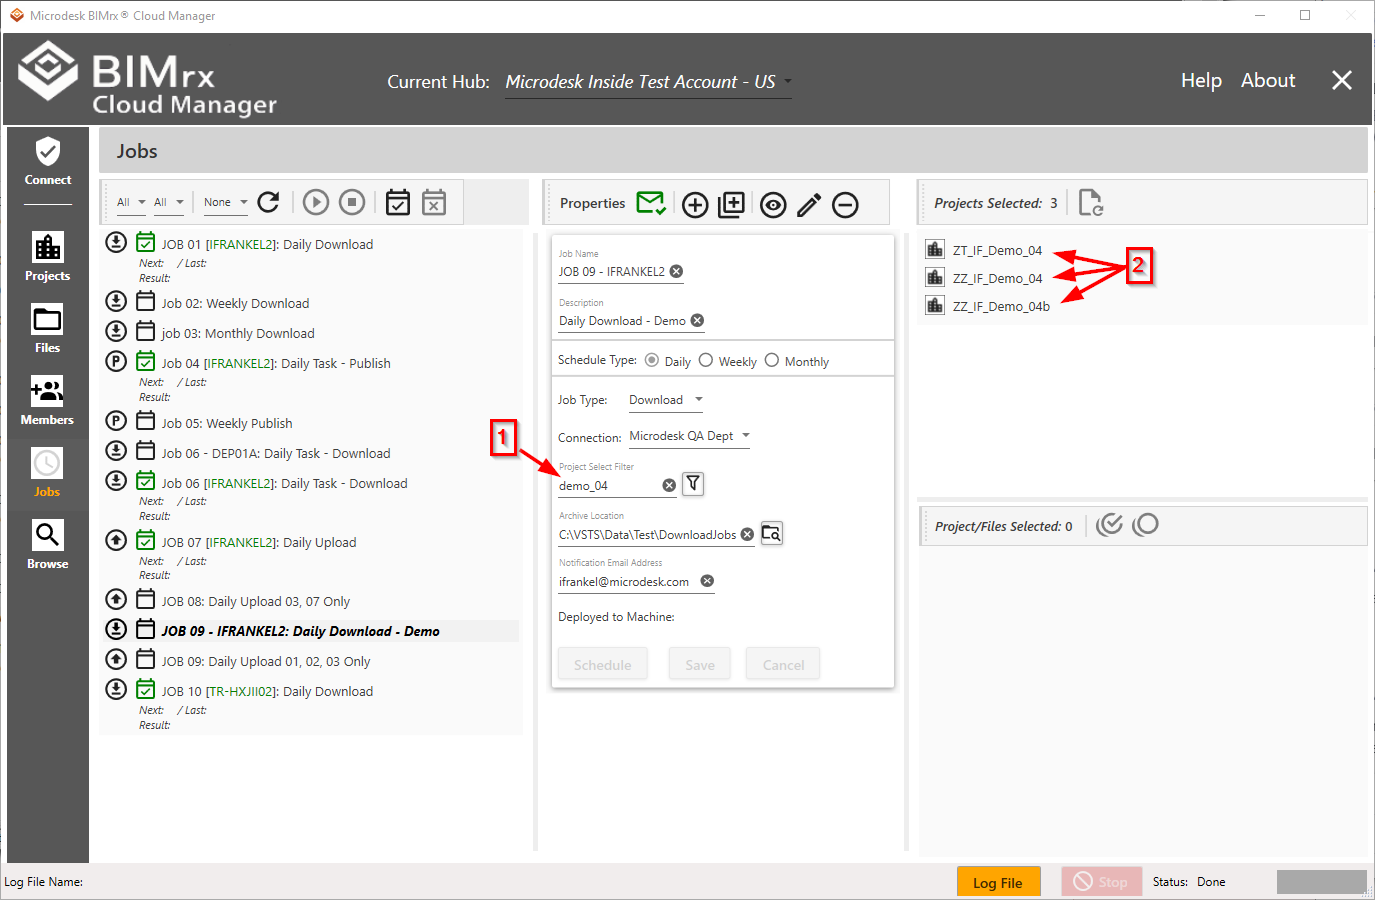 Microdesk BIMrx® Cloud Manager
BIMrx
Cloud Manager
Current Hub: Microdesk Inside Test Account - US
Help About
Connect
Projects
Files
Members
Jobs
Browse
Jobs
All All None
JOB 01 [IFRANKEL2]: Daily Download
Next: / Last:
Result:
Job 02: Weekly Download
job 03: Monthly Download
P Job 04 [IFRANKEL2]: Daily Task - Publish
Next: / Last:
Result:
P Job 05: Weekly Publish
Job 06 - DEP01A: Daily Task - Download
Job 06 [IFRANKEL2]: Daily Task - Download
Next: / Last:
Result:
JOB 07 [IFRANKEL2]: Daily Upload
Next: / Last:
Result:
JOB 08: Daily Upload 03, 07 Only
JOB 09 - IFRANKEL2: Daily Download - Demo
JOB 09: Daily Upload 01, 02, 03 Only
JOB 10 [TR-HXJII02]: Daily Download
Next: / Last:
Result:
Properties
Job Name
JOB 09 - IFRANKEL2
Description
Daily Download - Demo
Schedule Type: Daily Weekly Monthly
Job Type: Download
Connection: Microdesk QA Dept
1
Project Select Filter
demo_04
Archive Location
C:\VSTS\Data\Test\DownloadJobs
Notification Email Address
ifrankel@microdesk.com
Deployed to Machine:
Schedule Save Cancel
Projects Selected: 3
ZT_IF_Demo_04
ZZ_IF_Demo_04
ZZ_IF_Demo_04b
2
Project/Files Selected: 0
Log File Name:
Log File
Stop
Status: Done